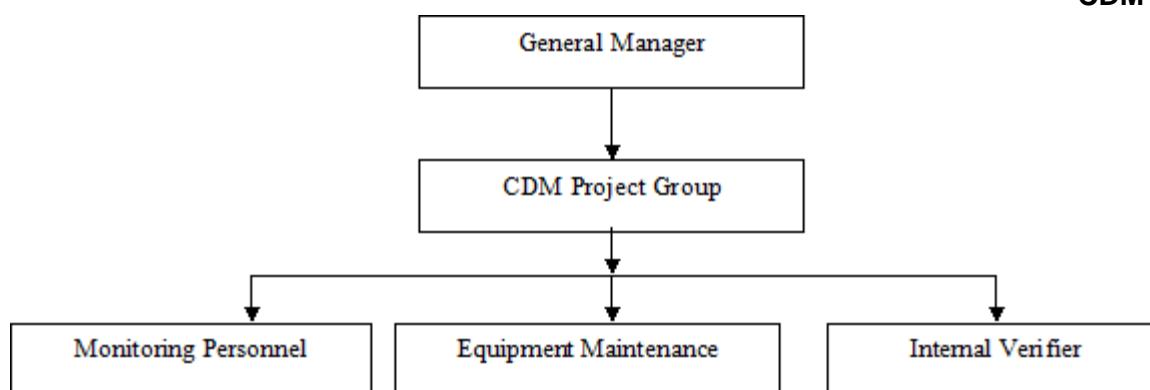 CDM
General Manager
CDM Project Group
Monitoring Personnel
Equipment Maintenance
Internal Verifier